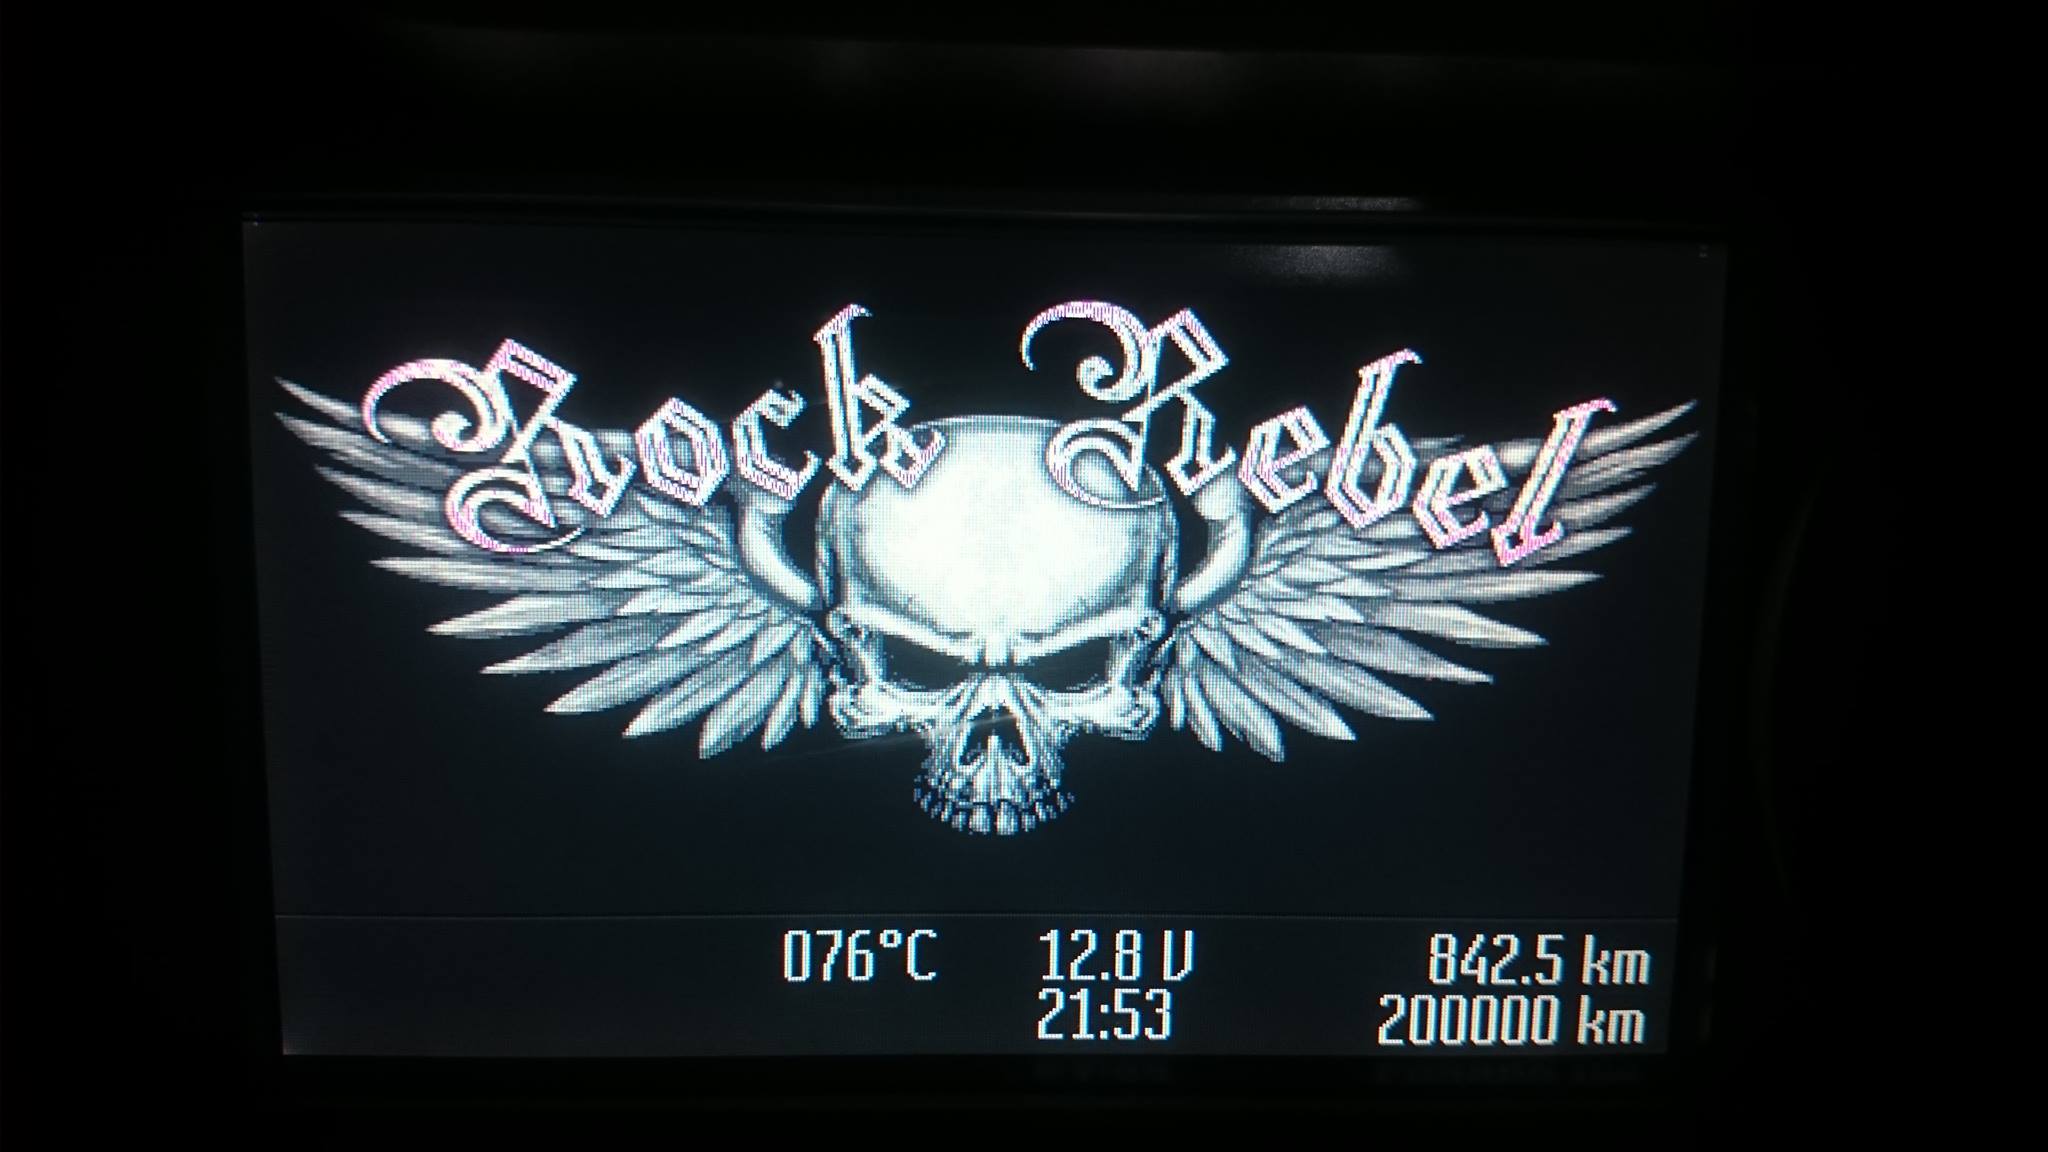 Rock Rebel
076°C 12.8 V 842.5 km
21:53 200000 km